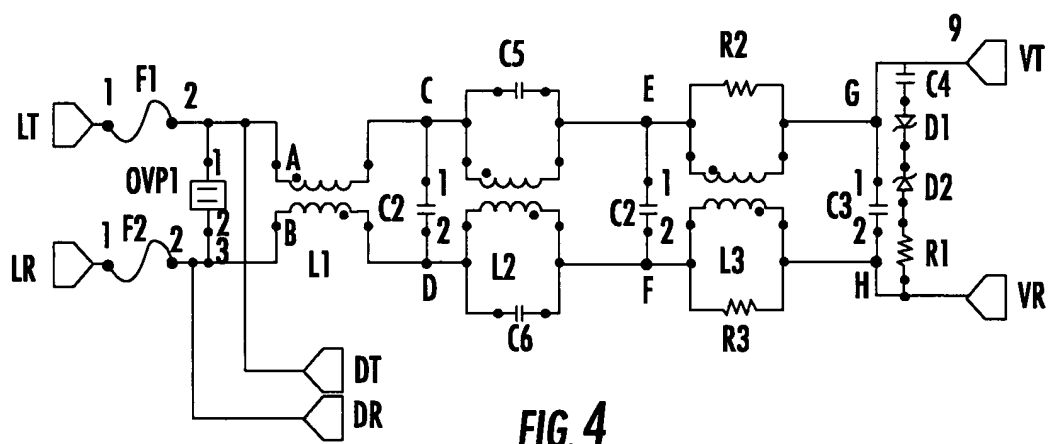 9
C5
R2
VT
F1
1
2
C
E
G
C4
LT
D1
1
A
1
1
1
D2
OVP1
C2
C2
C3
2
B
2
2
2
R1
F2
1
2
3
L1
L2
L3
LR
D
F
H
VR
C6
R3
DT
DR
FIG. 4